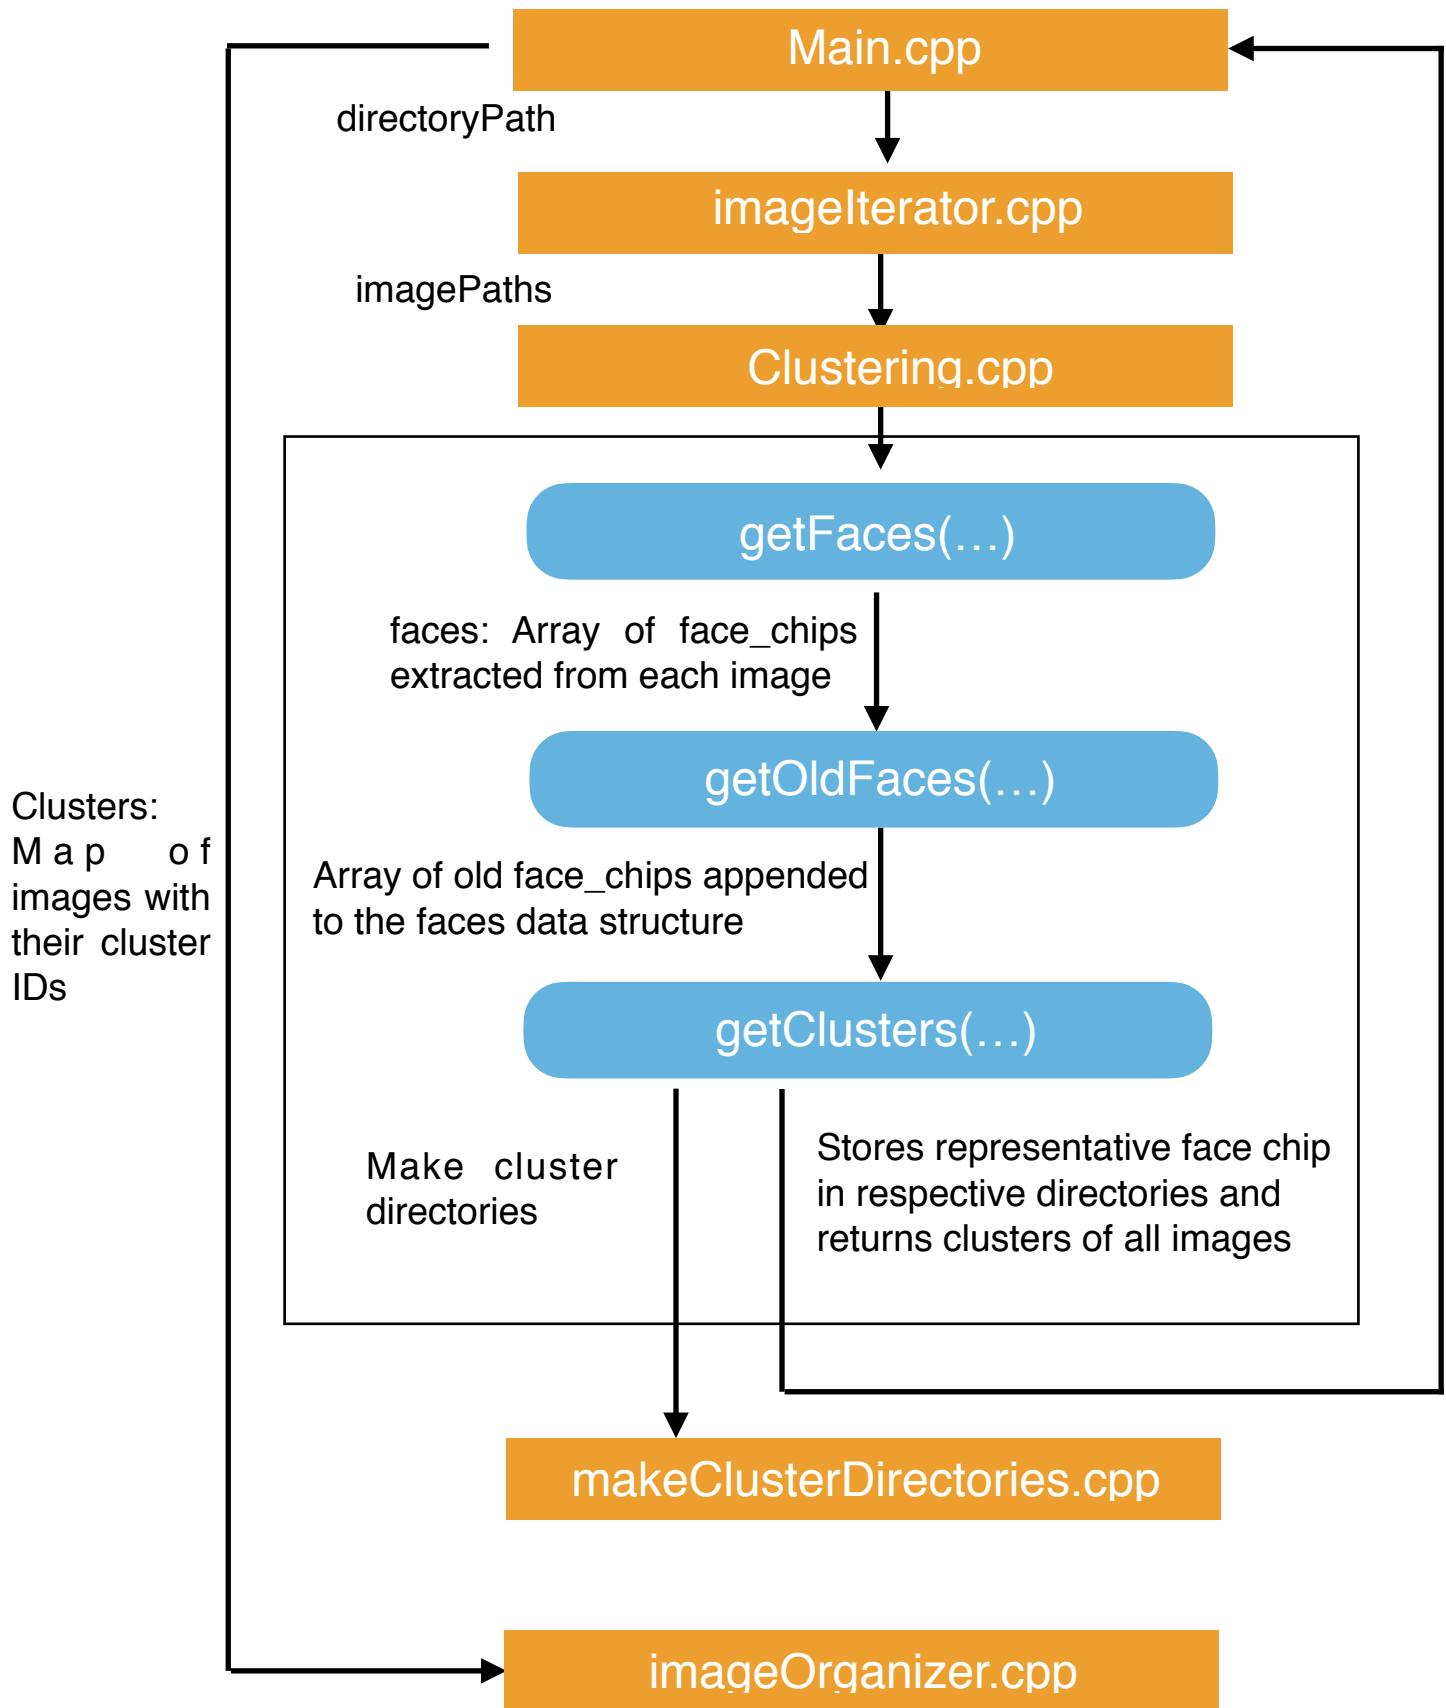 Main.cpp
directoryPath
imageIterator.cpp
imagePaths
Clustering.cpp
getFaces(…)
faces: Array of face_chips
extracted from each image
getOldFaces(…)
Clusters:
Map of
images with
their cluster
IDs
Array of old face_chips appended
to the faces data structure
getClusters(…)
Make cluster
directories
Stores representative face chip
in respective directories and
returns clusters of all images
makeClusterDirectories.cpp
imageOrganizer.cpp